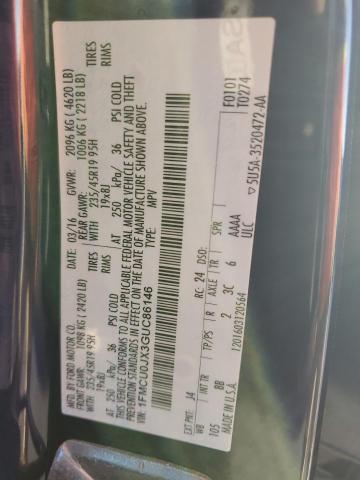 MFD. BY FORD MOTOR CO.
DATE: 03/16 GVWR: 2096 KG ( 4620 LB)
FRONT GAWR: 1098 KG ( 2420 LB) REAR GAWR: 1006 KG ( 2218 LB)
WITH 235/45R19 95H TIRES WITH 235/45R19 95H TIRES
19x8J RIMS 19x8J
AT 250 kPa/ 36 PSI COLD AT 250 kPa/ 36 PSI COLD
THIS VEHICLE CONFORMS TO ALL APPLICABLE FEDERAL MOTOR VEHICLE SAFETY AND THEFT
PREVENTION STANDARDS IN EFFECT ON THE DATE OF MANUFACTURE SHOWN ABOVE.
VIN: 1FMCU0JX3GUC86146
TYPE: MPV
F0101
T0274
EXT PNT: J4 RC: 24 DSO:
WB INT TR TP/PS R AXLE TR SPR
105 8B 2 3C 6 AAAA
ULC
MADE IN U.S.A. 1201603120564
5U5A-3520472-AA